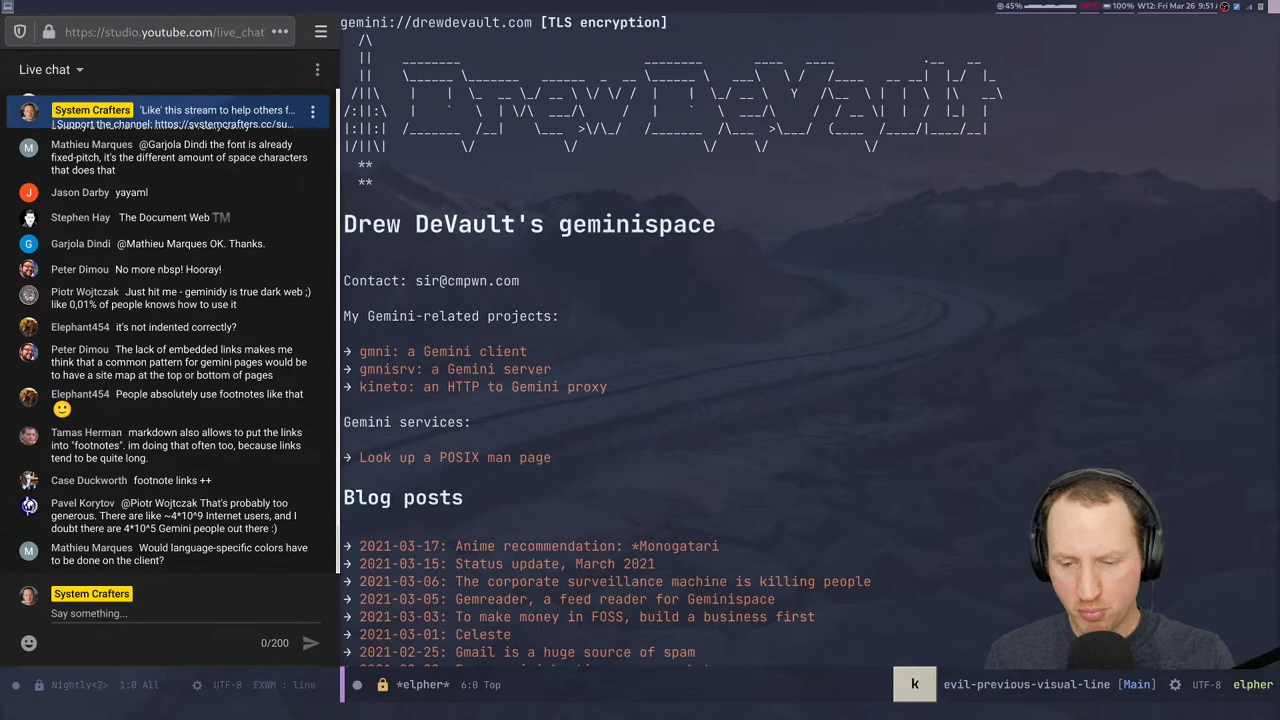 45% 100% W12: Fri Mar 26 9:51 A
https://studio.youtube.com/live_chat
Live chat
System Crafters 'Like' this stream to help others f...
| Support the channel: https://systemcrafters.cc/su...
Mathieu Marques @Garjola Dindi the font is already
fixed-pitch, it's the different amount of space characters
that does that
Jason Darby yayaml
Stephen Hay The Document Web™️
Garjola Dindi @Mathieu Marques OK. Thanks.
Peter Dimou No more nbsp! Hooray!
Piotr Wojtczak Just hit me - geminidy is true dark web ;)
like 0,01% of people knows how to use it
Elephant454 it's not indented correctly?
Peter Dimou The lack of embedded links makes me
think that a common pattern for gemini pages would be
to have a site map at the top or bottom of pages
Elephant454 People absolutely use footnotes like that
🙂
Tamas Herman markdown also allows to put the links
into "footnotes". im doing that often too, because links
tend to be quite long.
Case Duckworth footnote links ++
Pavel Korytov @Piotr Wojtczak That's probably too
generous. There are like ~4*10^9 Internet users, and I
doubt there are 4*10^5 Gemini people out there :)
Mathieu Marques Would language-specific colors have
to be done on the client?
System Crafters
Say something...
0/200
Nightly<2> 1:0 All UTF-8 EXWM : line
gemini://drewdevault.com [TLS encryption]
Drew DeVault
Drew DeVault's geminispace
Contact: sir@cmpwn.com
My Gemini-related projects:
→ gmni: a Gemini client
→ gmnisrv: a Gemini server
→ kineto: an HTTP to Gemini proxy
Gemini services:
→ Look up a POSIX man page
Blog posts
→ 2021-03-17: Anime recommendation: *Monogatari
→ 2021-03-15: Status update, March 2021
→ 2021-03-06: The corporate surveillance machine is killing people
→ 2021-03-05: Gemreader, a feed reader for Geminispace
→ 2021-03-03: To make money in FOSS, build a business first
→ 2021-03-01: Celeste
→ 2021-02-25: Gmail is a huge source of spam
*elpher* 6:0 Top k evil-previous-visual-line [Main] UTF-8 elpher